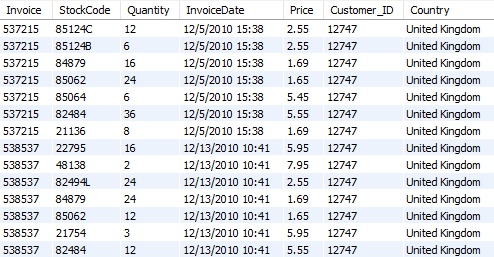 Invoice StockCode Quantity InvoiceDate Price Customer_ID Country
537215 85124C 12 12/5/2010 15:38 2.55 12747 United Kingdom
537215 85124B 6 12/5/2010 15:38 2.55 12747 United Kingdom
537215 84879 16 12/5/2010 15:38 1.69 12747 United Kingdom
537215 85062 24 12/5/2010 15:38 1.65 12747 United Kingdom
537215 85064 6 12/5/2010 15:38 5.45 12747 United Kingdom
537215 82484 36 12/5/2010 15:38 5.55 12747 United Kingdom
537215 21136 8 12/5/2010 15:38 1.69 12747 United Kingdom
538537 22795 16 12/13/2010 10:41 5.95 12747 United Kingdom
538537 48138 2 12/13/2010 10:41 7.95 12747 United Kingdom
538537 82494L 24 12/13/2010 10:41 2.55 12747 United Kingdom
538537 84879 24 12/13/2010 10:41 1.69 12747 United Kingdom
538537 85062 12 12/13/2010 10:41 1.65 12747 United Kingdom
538537 21754 3 12/13/2010 10:41 5.95 12747 United Kingdom
538537 82484 12 12/13/2010 10:41 5.55 12747 United Kingdom